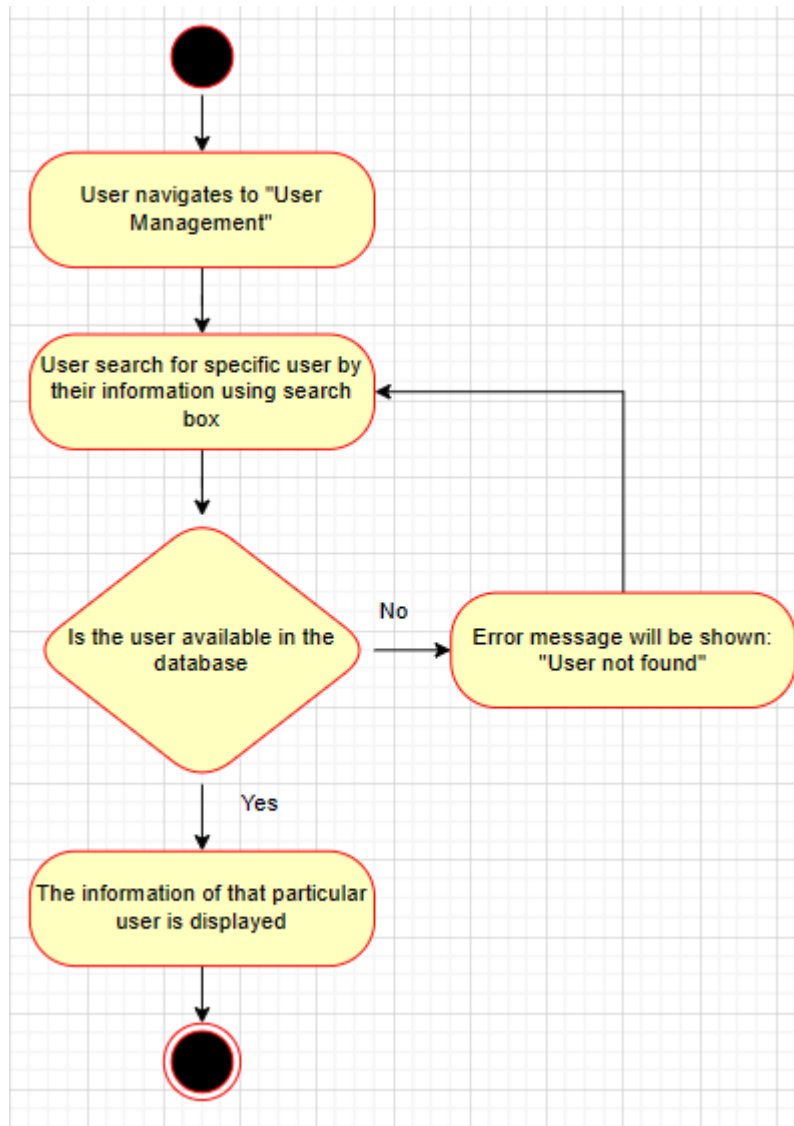 User navigates to "User
Management"
User search for specific user by
their information using search
box
Is the user available in the
database
No
Error message will be shown:
"User not found"
Yes
The information of that particular
user is displayed